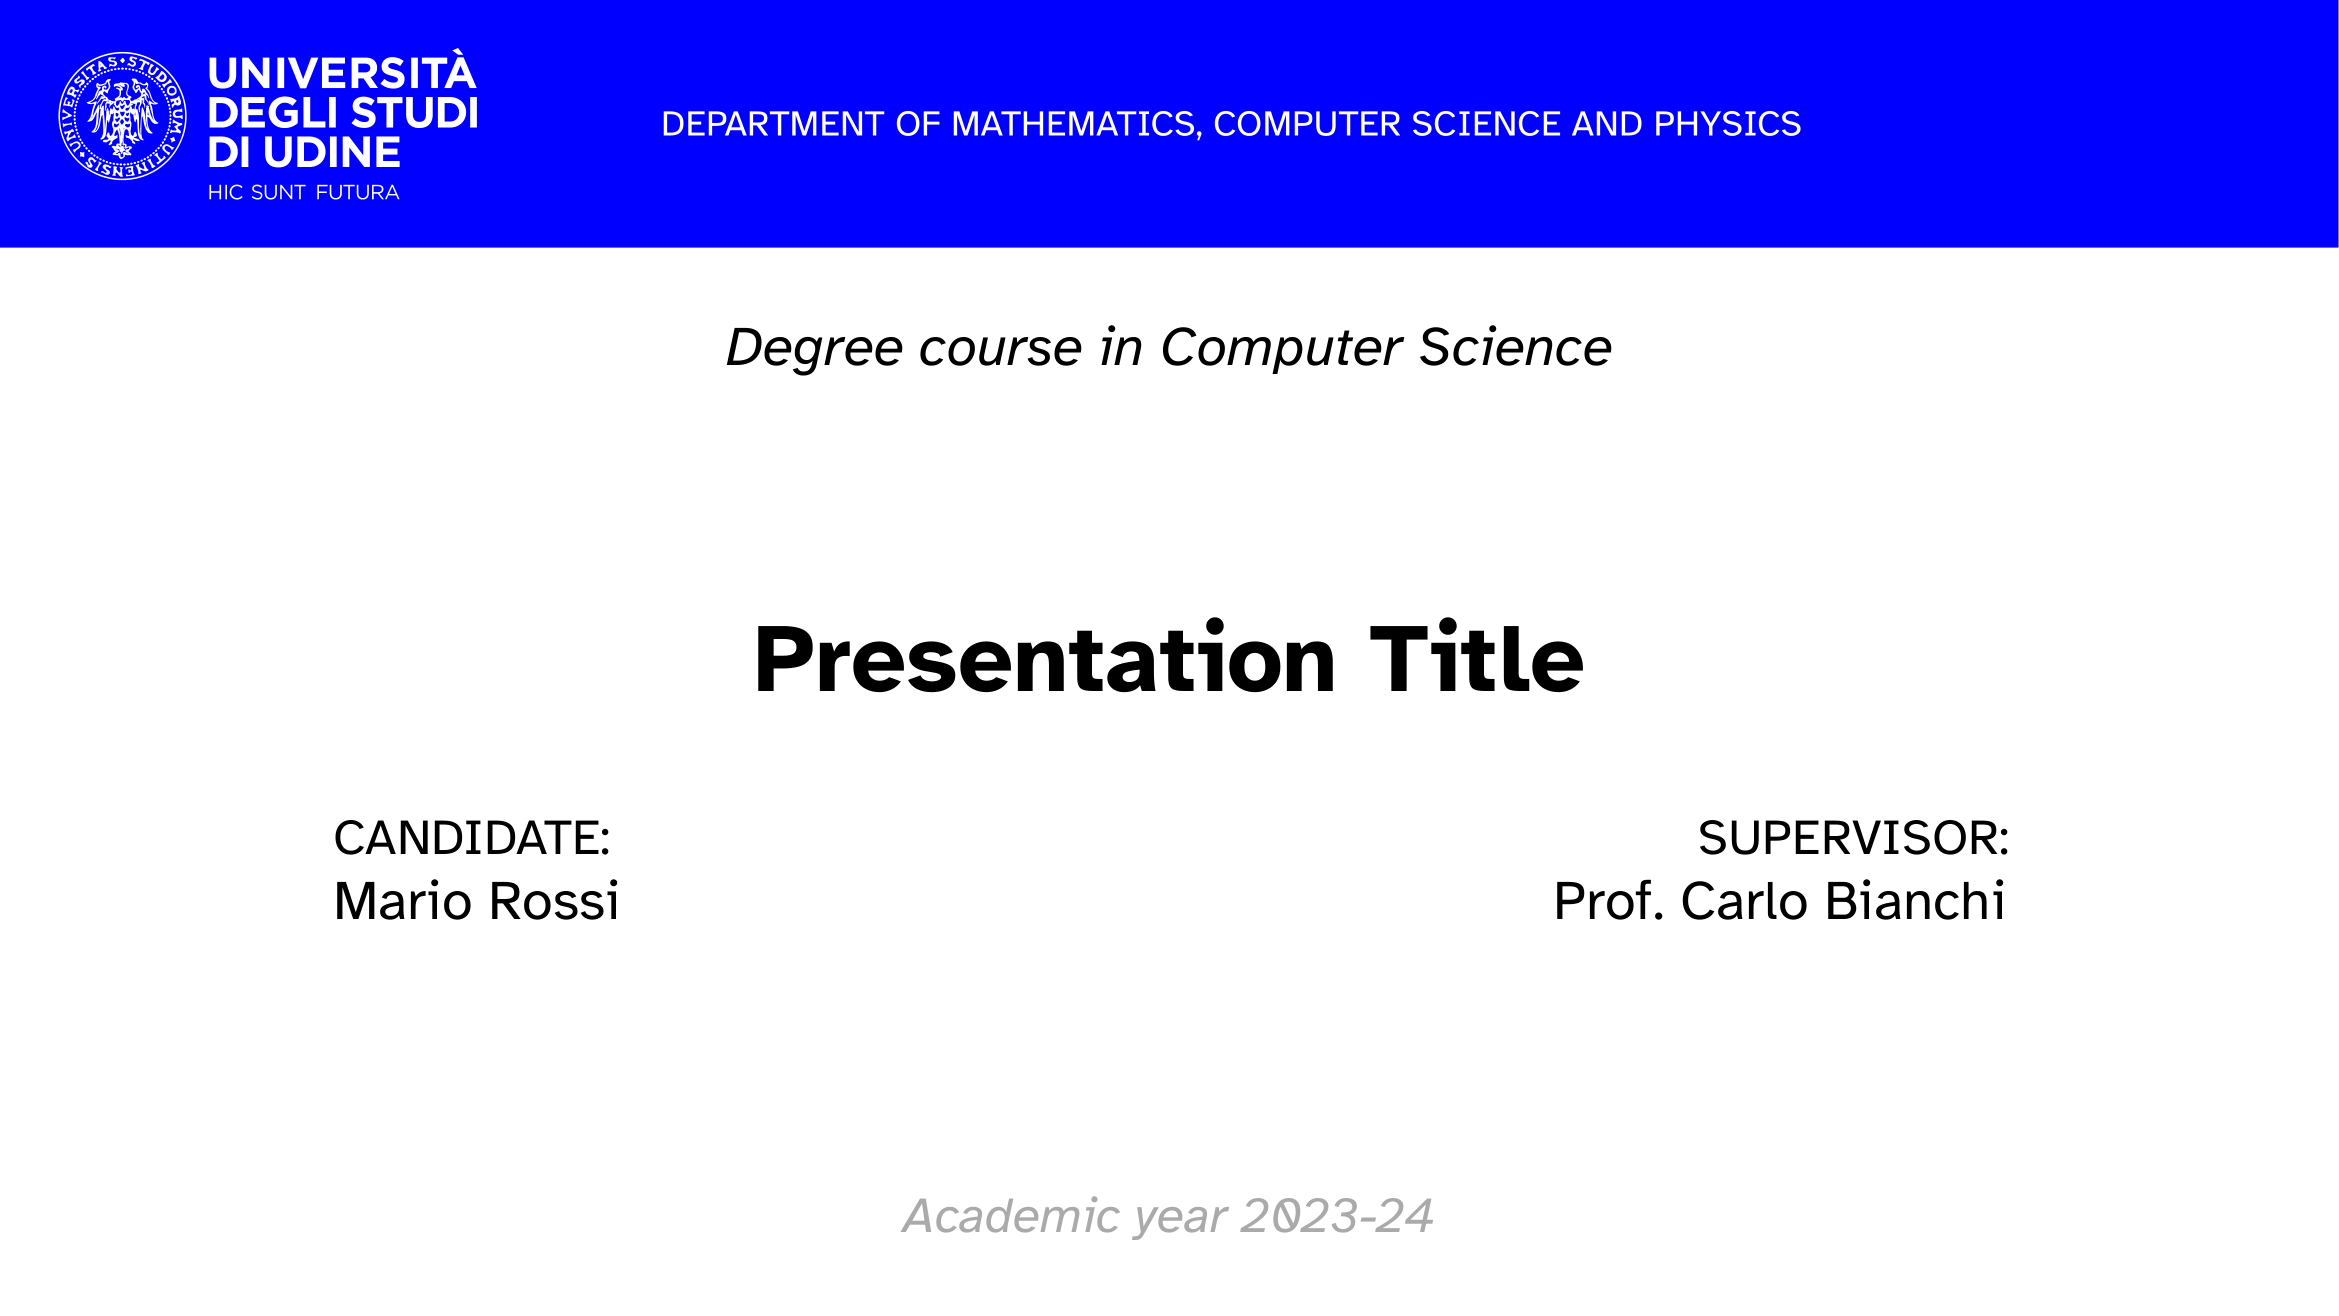 UNIVERSITAS STUDIORUM UTINENSIS
UNIVERSITÀ
DEGLI STUDI
DI UDINE
HIC SUNT FUTURA
DEPARTMENT OF MATHEMATICS, COMPUTER SCIENCE AND PHYSICS
Degree course in Computer Science
Presentation Title
CANDIDATE:
Mario Rossi
SUPERVISOR:
Prof. Carlo Bianchi
Academic year 2023-24